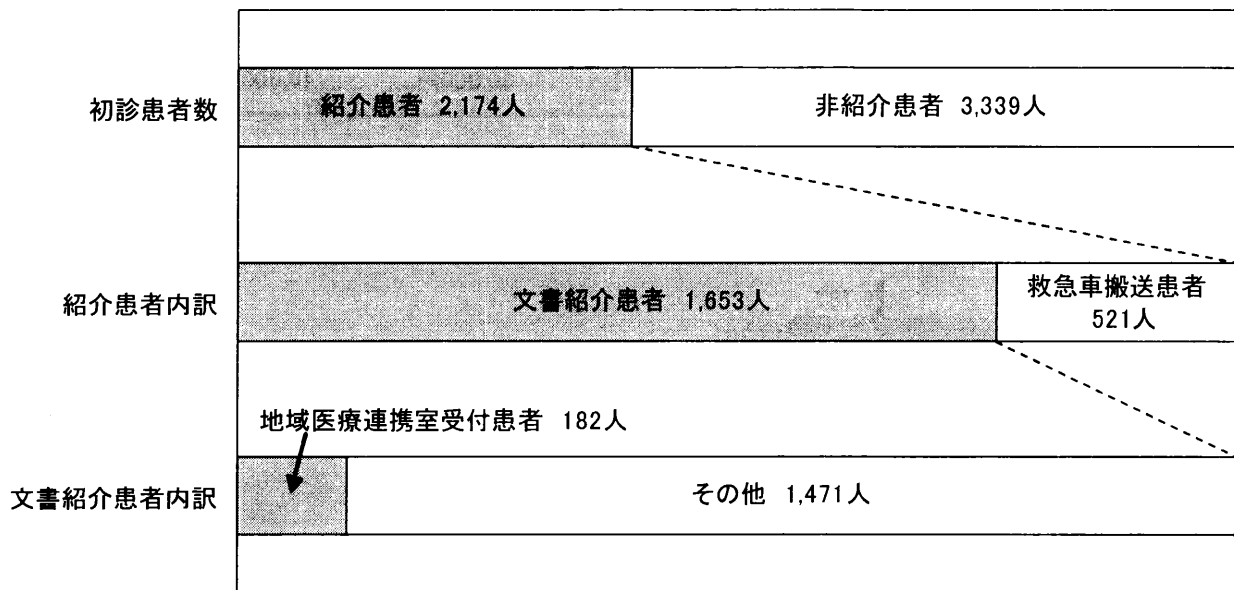 初診患者数
紹介患者 2,174人
非紹介患者 3,339人
紹介患者内訳
文書紹介患者 1,653人
救急車搬送患者
521人
地域医療連携室受付患者 182人
文書紹介患者内訳
その他 1,471人